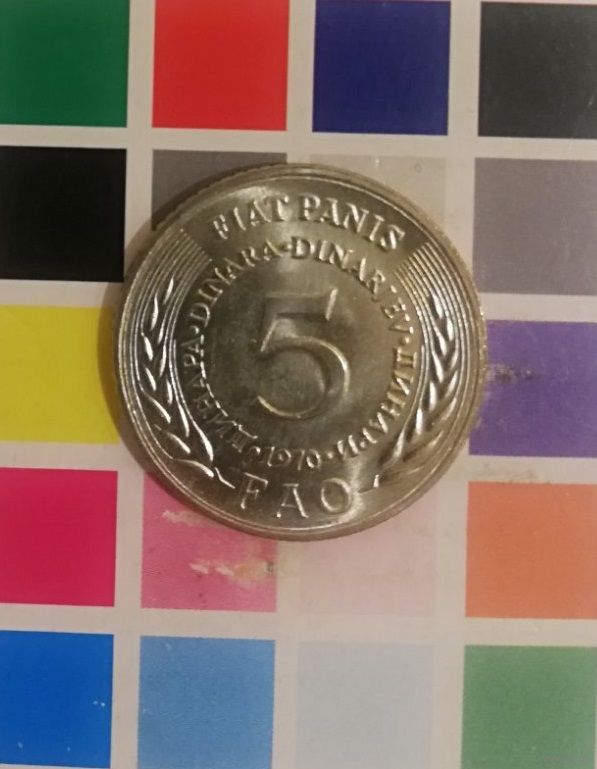 FIAT PANIS
ДИНАРА·DINARA·DINARJEV·ДИНАРИ
5
·1970·
FAO